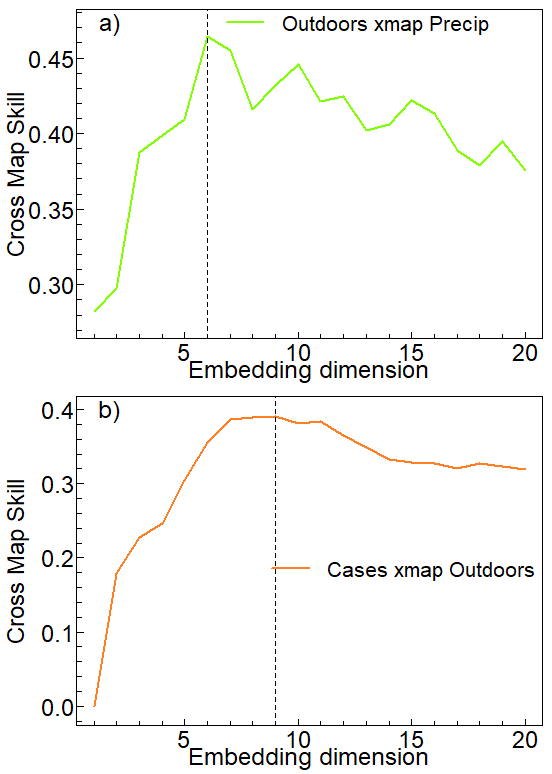 a)
Outdoors xmap Precip
Cross Map Skill
0.45
0.40
0.35
0.30
5 10 15 20
Embedding dimension
b)
Cases xmap Outdoors
Cross Map Skill
0.4
0.3
0.2
0.1
0.0
5 10 15 20
Embedding dimension